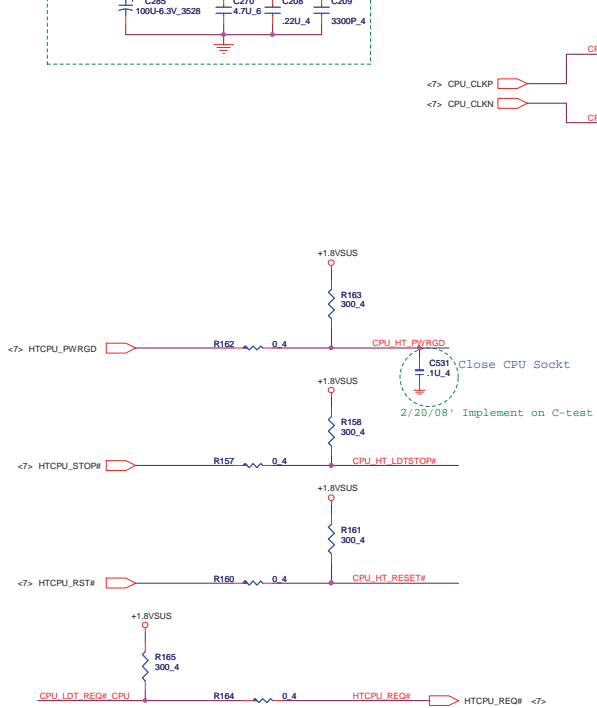 C285 C270 C208 C209
100U-6.3V_3528 4.7U_6 .22U_4 3300P_4
<7> CPU_CLKP
<7> CPU_CLKN
+1.8VSUS
R163
300_4
<7> HTCPU_PWRGD R162 0_4 CPU_HT_PWRGD
C531
.1U_4
Close CPU Sockt
2/20/08' Implement on C-test
+1.8VSUS
R158
300_4
<7> HTCPU_STOP# R157 0_4 CPU_HT_LDTSTOP#
+1.8VSUS
R161
300_4
<7> HTCPU_RST# R160 0_4 CPU_HT_RESET#
+1.8VSUS
R165
300_4
CPU_LDT_REQ#_CPU R164 0_4 HTCPU_REQ# HTCPU_REQ# <7>